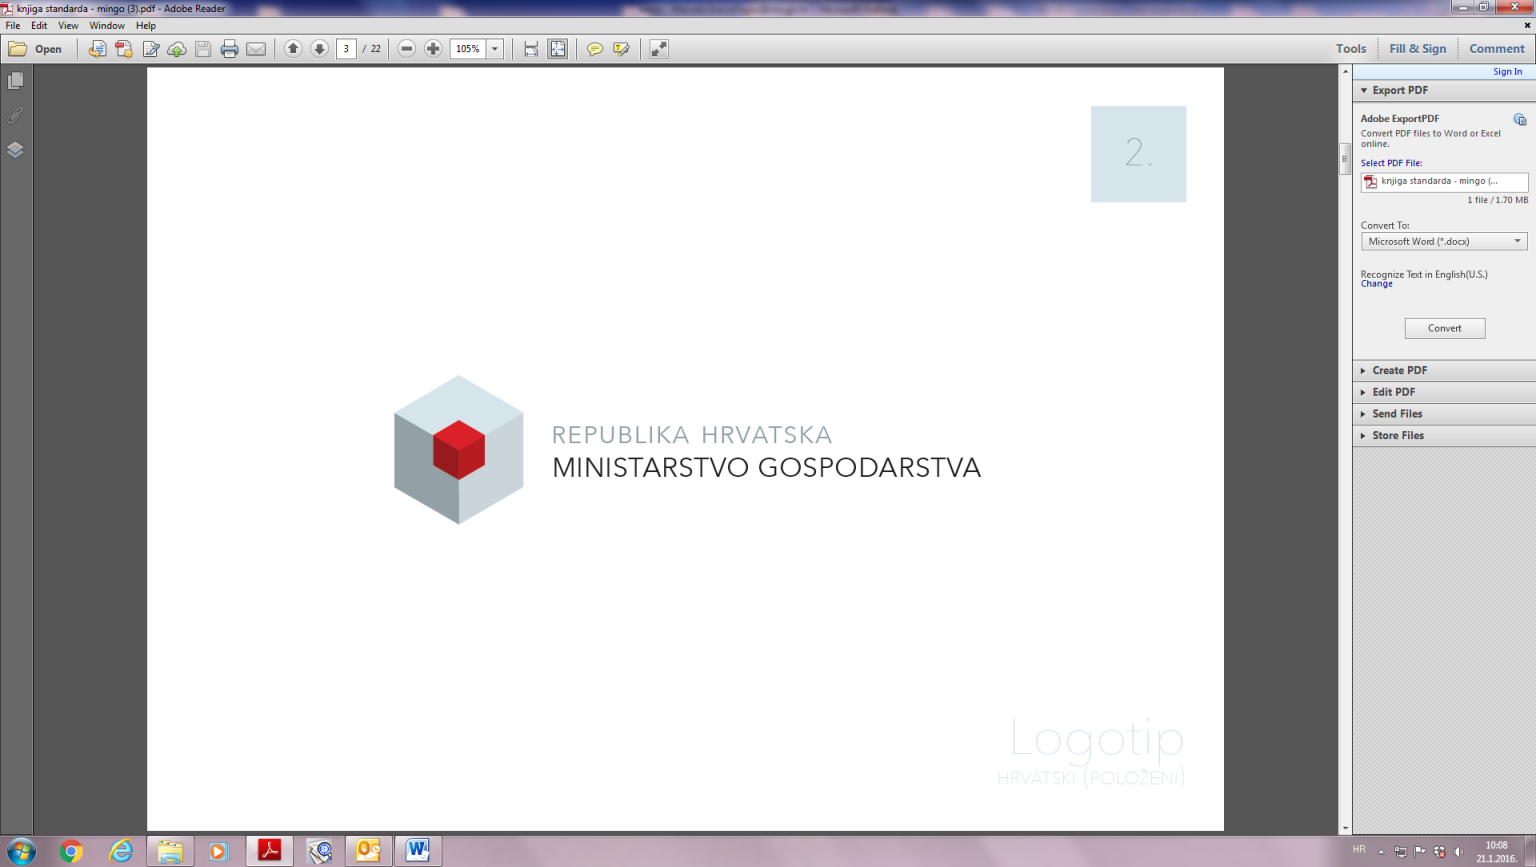 knjiga standarda - mingo (3).pdf - Adobe Reader
File Edit View Window Help
Open 3 / 22 105% Tools Fill & Sign Comment
Sign In
Export PDF
Adobe ExportPDF
Convert PDF files to Word or Excel
online.
Select PDF File:
knjiga standarda - mingo (...
1 file / 1.70 MB
Convert To:
Microsoft Word (*.docx)
Recognize Text in English(U.S.)
Change
Convert
Create PDF
Edit PDF
Send Files
Store Files
2.
REPUBLIKA HRVATSKA
MINISTARSTVO GOSPODARSTVA
Logotip
HRVATSKI (POLOŽENI)
HR
10:08
21.1.2016.